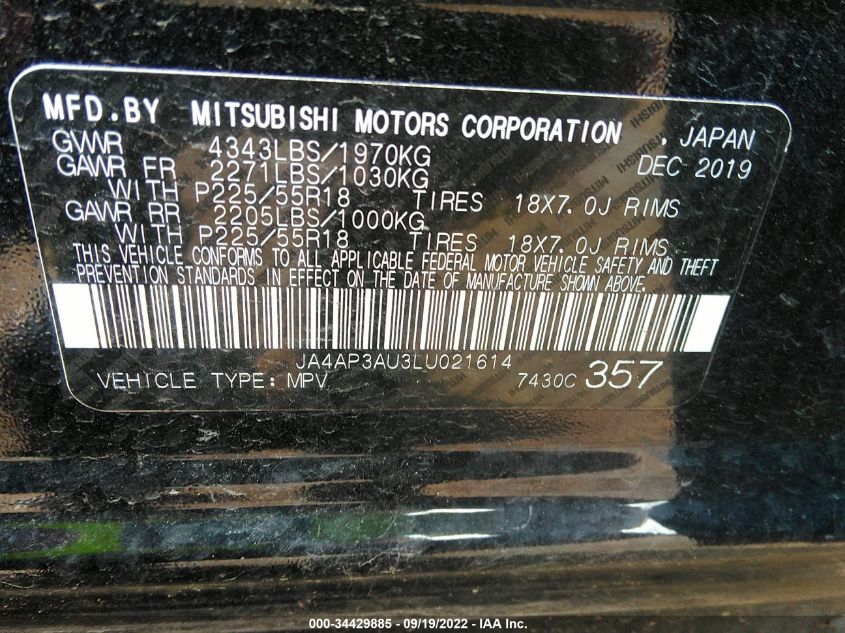 MFD.BY MITSUBISHI MOTORS CORPORATION , JAPAN
GVWR 4343LBS/1970KG DEC 2019
GAWR FR 2271LBS/1030KG
WITH P225/55R18 TIRES 18X7.0J RIMS
GAWR RR 2205LBS/1000KG
WITH P225/55R18 TIRES 18X7.0J RIMS
THIS VEHICLE CONFORMS TO ALL APPLICABLE FEDERAL MOTOR VEHICLE SAFETY AND THEFT
PREVENTION STANDARDS IN EFFECT ON THE DATE OF MANUFACTURE SHOWN ABOVE.
JA4AP3AU3LU021614
VEHICLE TYPE:MPV 7430C 357
000-34429885 - 09/19/2022 - IAA Inc.